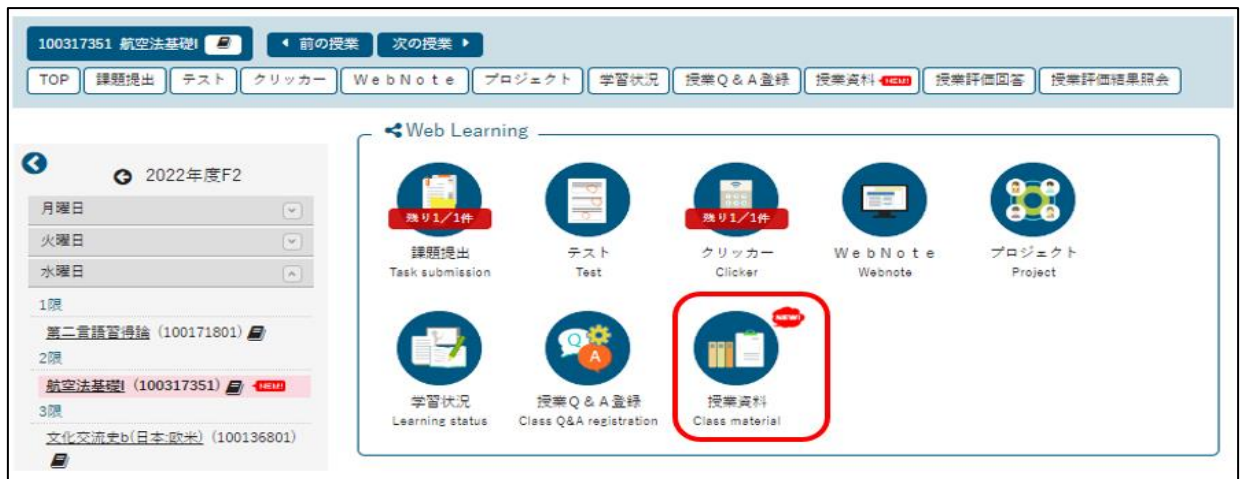 100317351 航空法基礎I
前の授業
次の授業
TOP 課題提出 テスト クリッカー WebNote プロジェクト 学習状況 授業Q&A登録 授業資料 NEW! 授業評価回答 授業評価結果照会
2022年度F2
月曜日
火曜日
水曜日
1限
第二言語習得論 (100171801)
2限
航空法基礎I (100317351) NEW!
3限
文化交流史b(日本:欧米) (100136801)
Web Learning
残り1/1件
課題提出
Task submission
テスト
Test
残り1/1件
クリッカー
Clicker
WebNote
Webnote
プロジェクト
Project
学習状況
Learning status
Q A
授業Q&A登録
Class Q&A registration
NEW!
授業資料
Class material